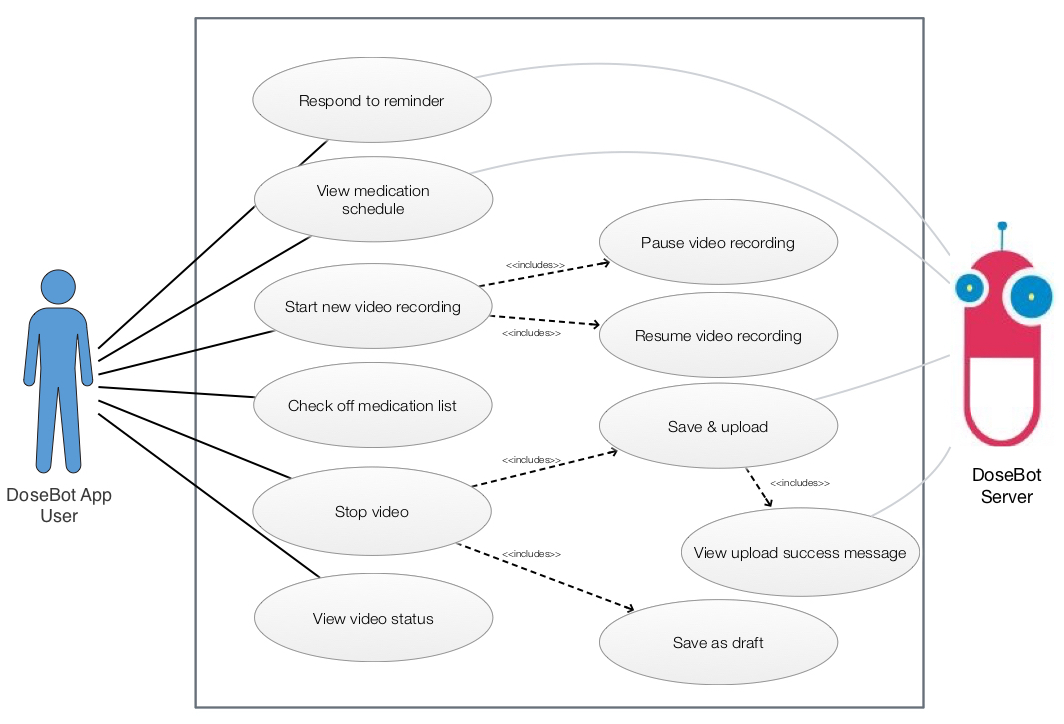 Respond to reminder
View medication
schedule
Pause video recording
<<includes>>
Start new video recording
<<includes>>
Resume video recording
Check off medication list
Save & upload
<<includes>>
<<includes>>
DoseBot App
User
DoseBot
Server
Stop video
<<includes>>
View upload success message
View video status
Save as draft